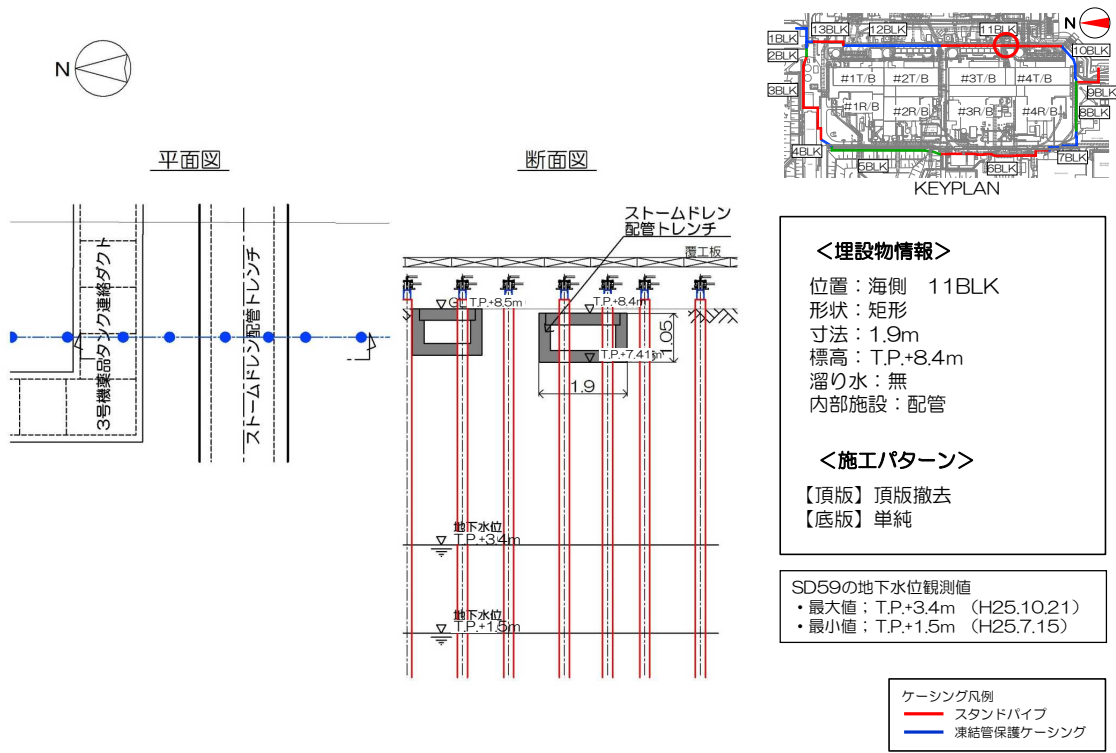 N
平面図
断面図
3号機薬品タンク連絡ダクト
ストームドレン配管トレンチ
ストームドレン
配管トレンチ
覆工板
T.P.+8.5m
T.P.+8.4m
1.05
T.P.+7.41m
1.9
地下水位
T.P.+3.4m
地下水位
T.P.+1.5m
N
1BLK
13BLK
12BLK
11BLK
10BLK
2BLK
#1T/B
#2T/B
#3T/B
#4T/B
3BLK
9BLK
#1R/B
#2R/B
#3R/B
#4R/B
8BLK
4BLK
5BLK
6BLK
7BLK
KEYPLAN
＜埋設物情報＞
位置：海側　11BLK
形状：矩形
寸法：1.9m
標高：T.P.+8.4m
溜り水：無
内部施設：配管
＜施工パターン＞
【頂版】頂版撤去
【底版】単純
SD59の地下水位観測値
・最大値；T.P.+3.4m　（H25.10.21）
・最小値；T.P.+1.5m　（H25.7.15）
ケーシング凡例
スタンドパイプ
凍結管保護ケーシング